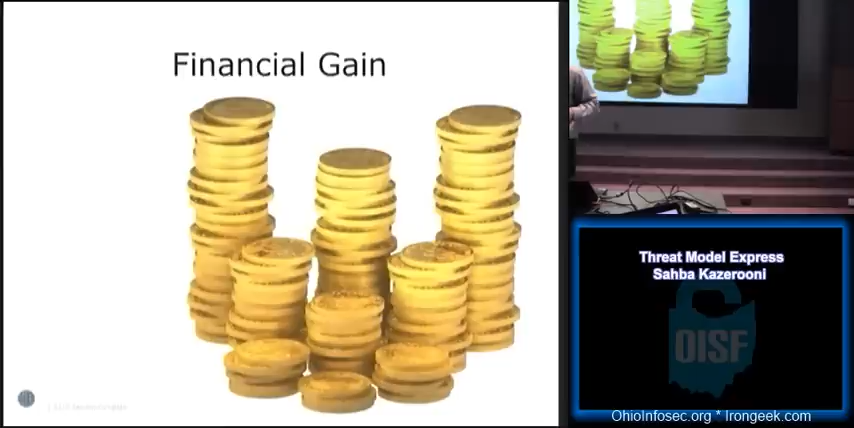 Financial Gain
Threat Model Express
Sahba Kazerooni
OISF
OhioInfosec.org * Irongeek.com